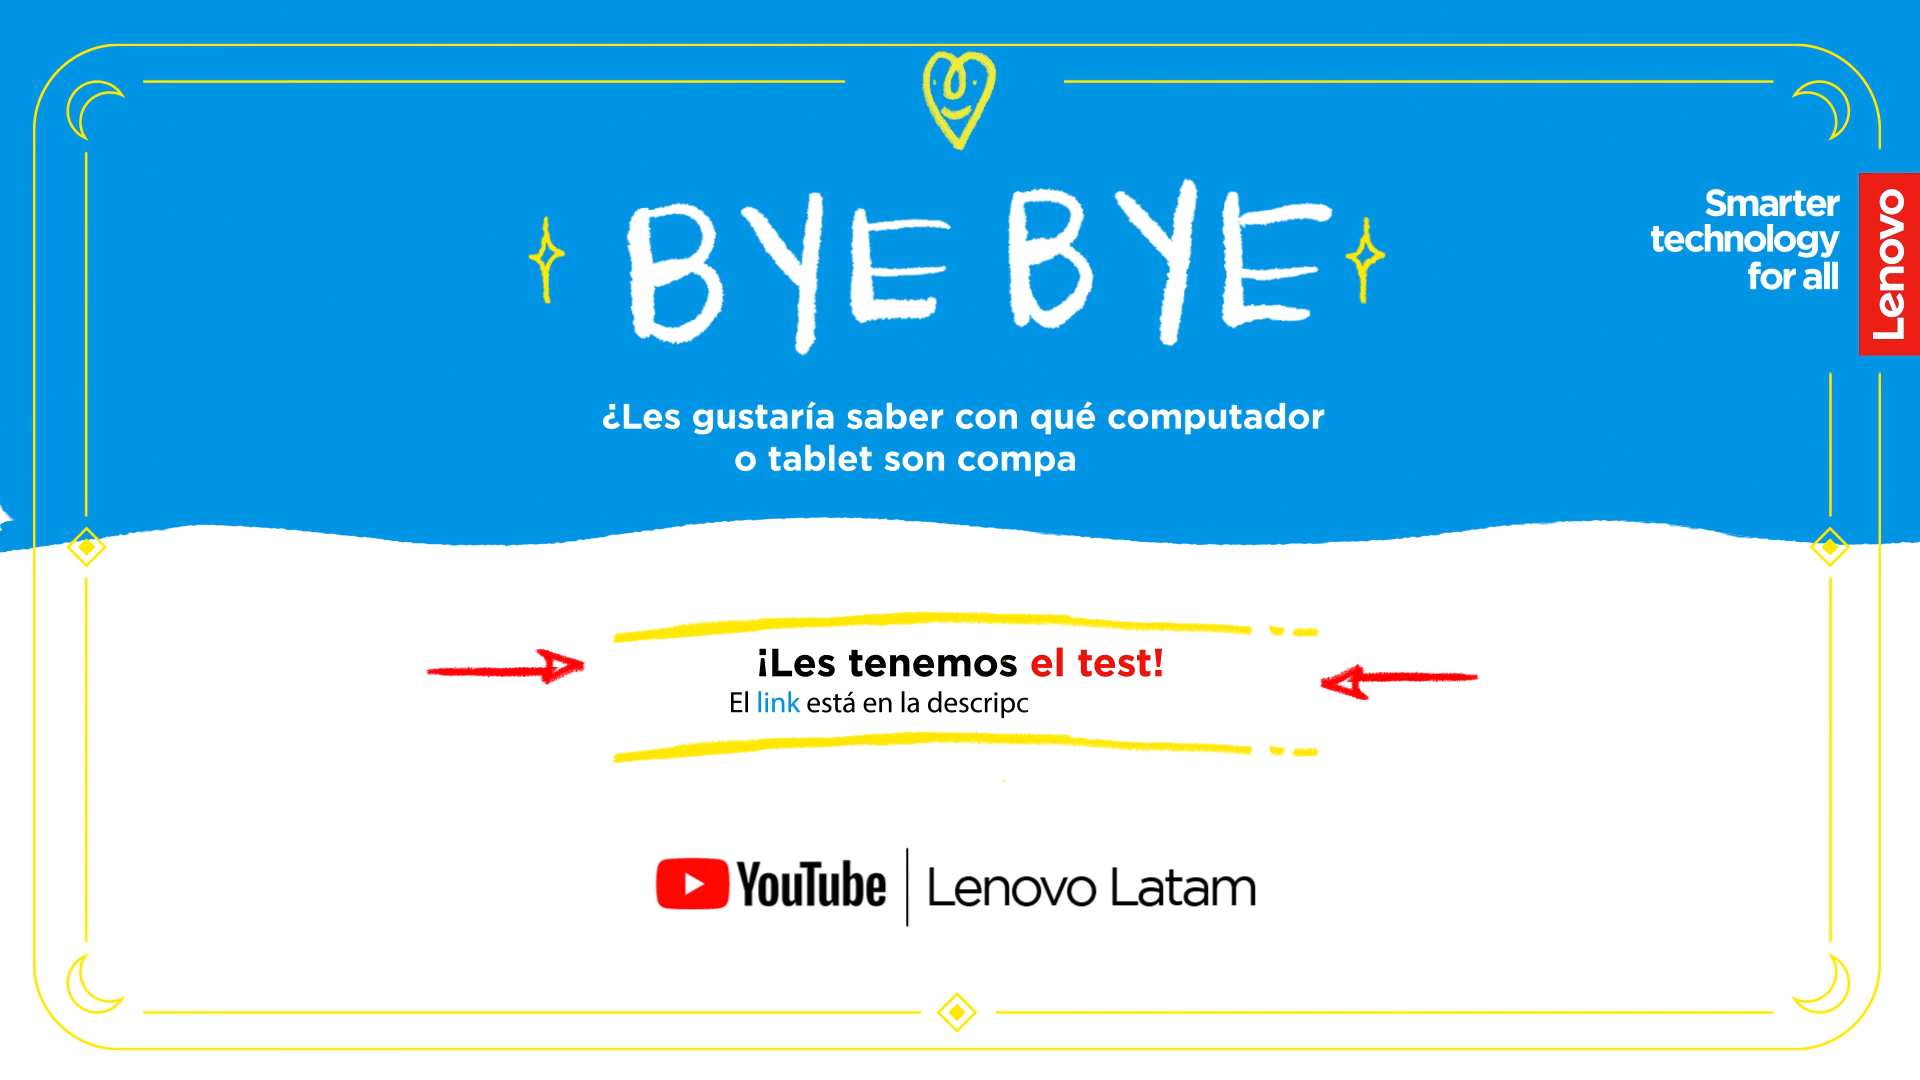 BYE BYE
Smarter
technology
for all
Lenovo
¿Les gustaría saber con qué computador
o tablet son compa
¡Les tenemos el test!
El link está en la descripc
YouTube | Lenovo Latam